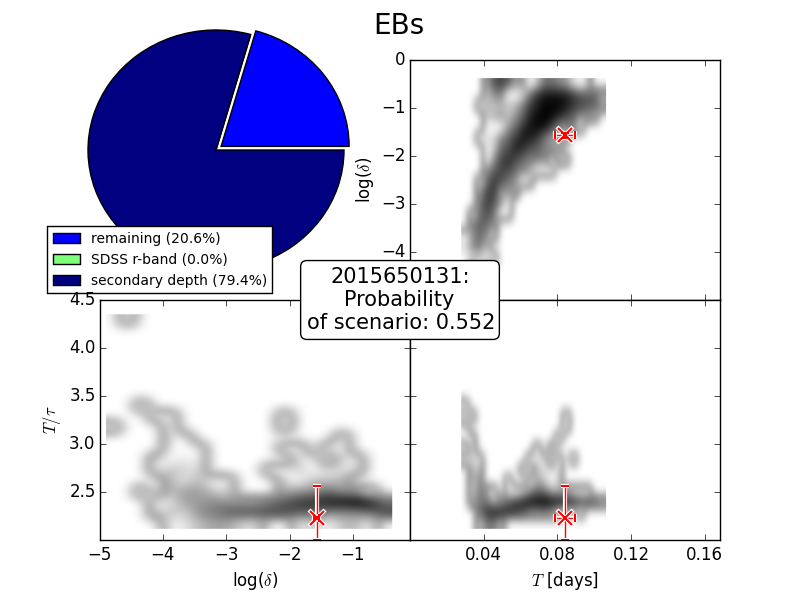 EBs
remaining (20.6%)
SDSS r-band (0.0%)
secondary depth (79.4%)
0
−1
−2
−3
−4
log(δ)
2015650131:
Probability
of scenario: 0.552
4.5
4.0
3.5
3.0
2.5
T/τ
−5
−4
−3
−2
−1
log(δ)
0.04
0.08
0.12
0.16
T [days]